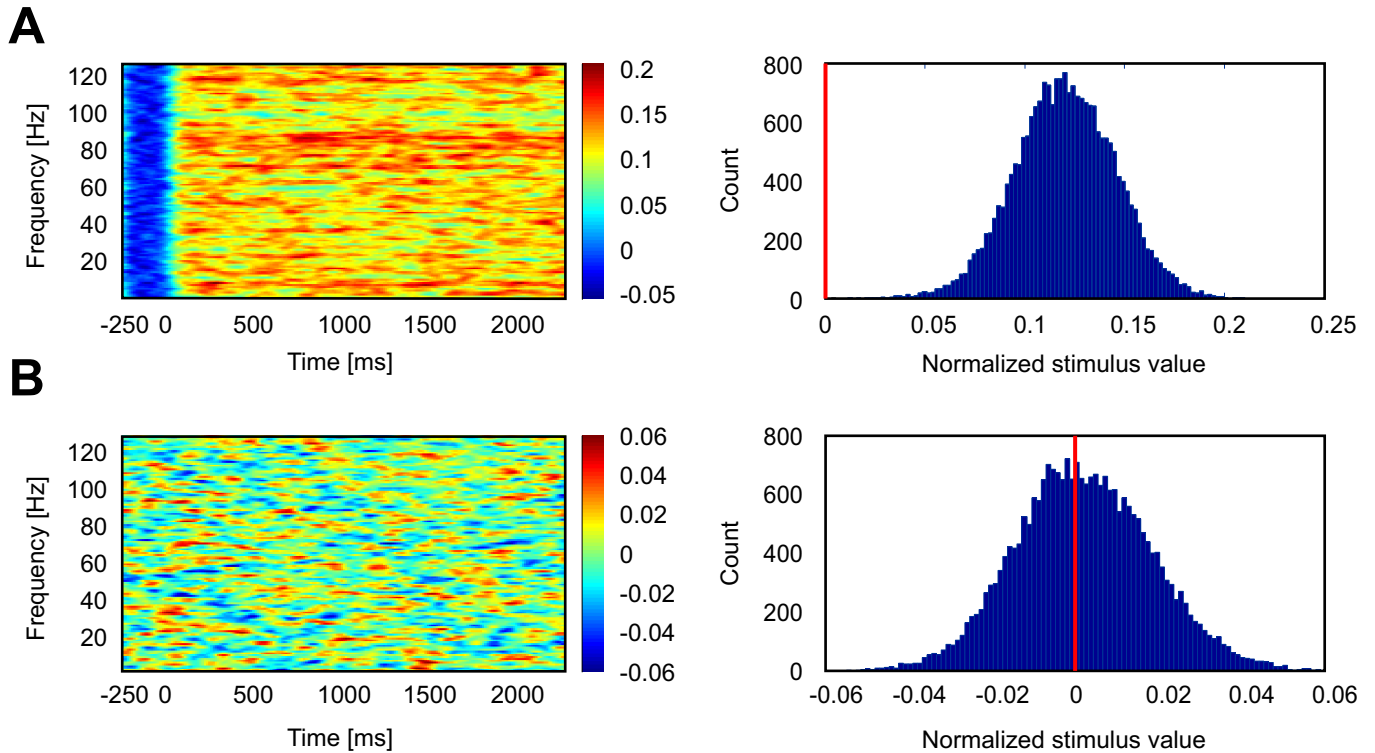 A
Frequency [Hz]
120
100
80
60
40
20
-250 0 500 1000 1500 2000
Time [ms]
0.2
0.15
0.1
0.05
0
-0.05
Count
800
600
400
200
0
0 0.05 0.1 0.15 0.2 0.25
Normalized stimulus value
B
Frequency [Hz]
120
100
80
60
40
20
-250 0 500 1000 1500 2000
Time [ms]
0.06
0.04
0.02
0
-0.02
-0.04
-0.06
Count
800
600
400
200
0
-0.06 -0.04 -0.02 0 0.02 0.04 0.06
Normalized stimulus value